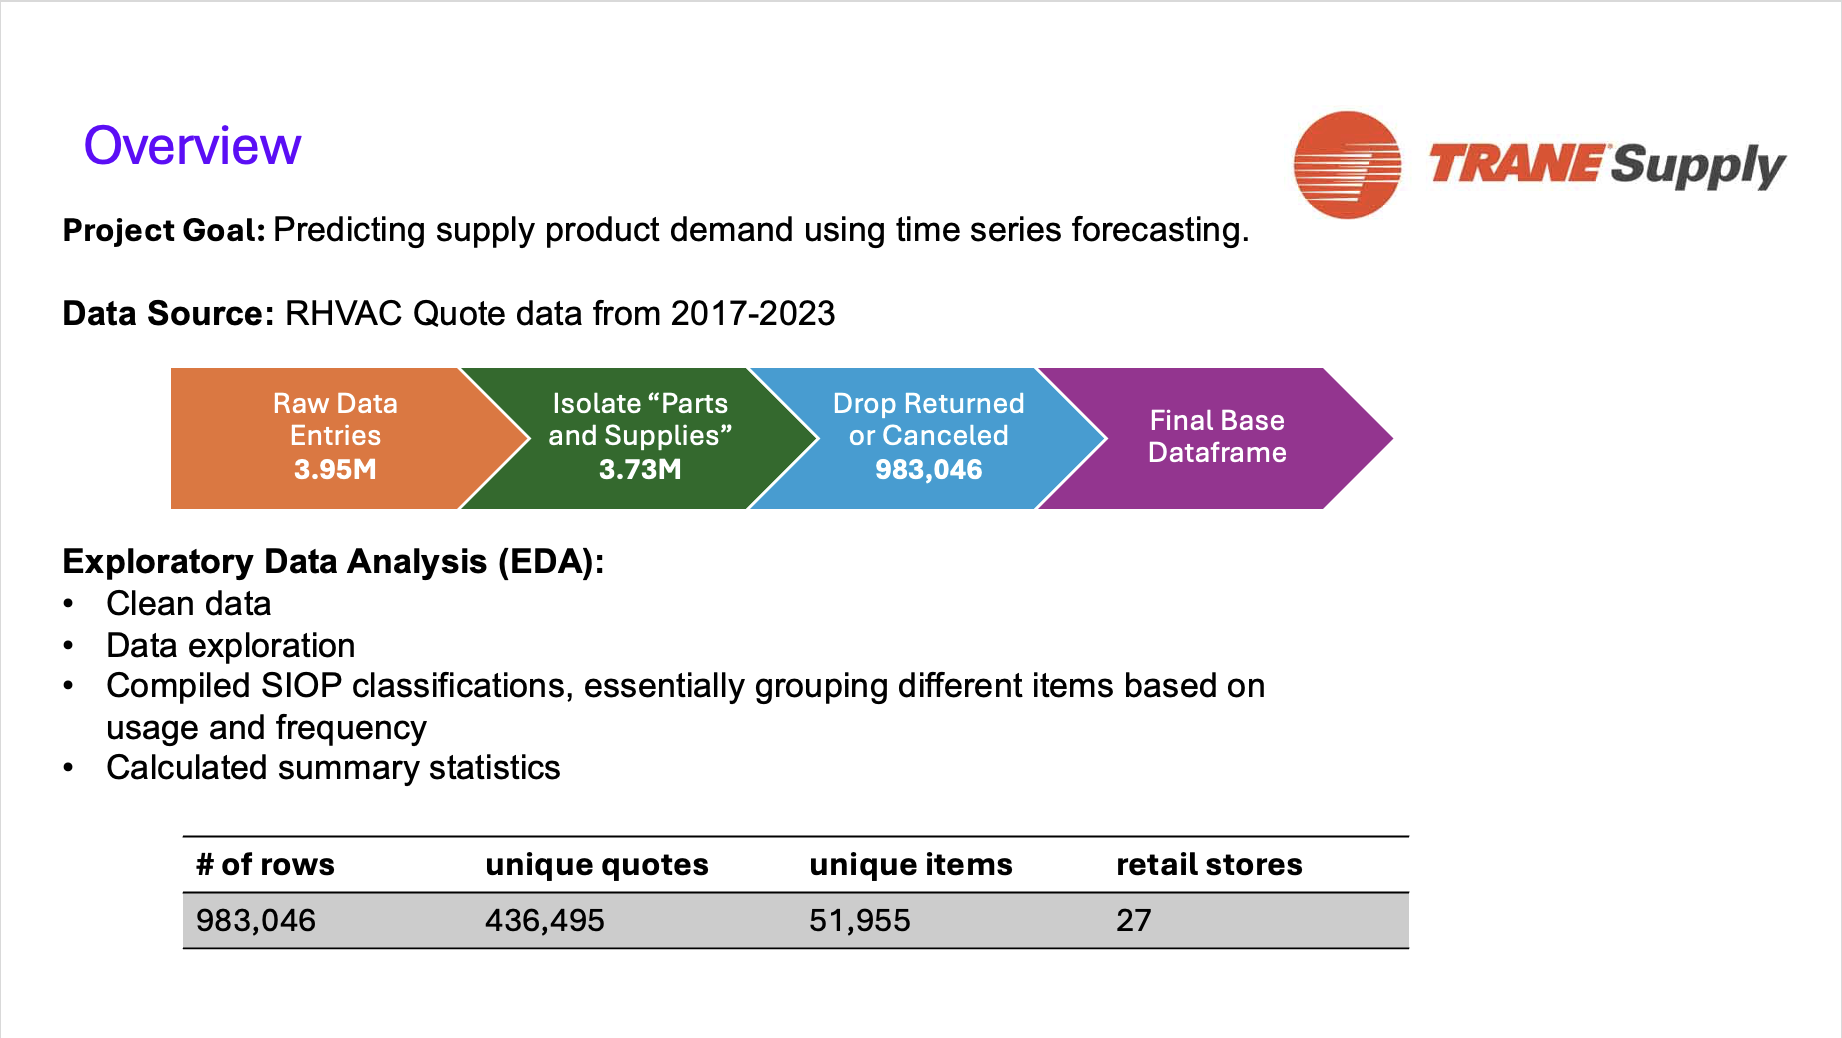 Overview
TRANE Supply
Project Goal: Predicting supply product demand using time series forecasting.
Data Source: RHVAC Quote data from 2017-2023
Raw Data
Entries
3.95M
Isolate “Parts
and Supplies”
3.73M
Drop Returned
or Canceled
983,046
Final Base
Dataframe
Exploratory Data Analysis (EDA):
• Clean data
• Data exploration
• Compiled SIOP classifications, essentially grouping different items based on
usage and frequency
• Calculated summary statistics
# of rows unique quotes unique items retail stores
983,046 436,495 51,955 27